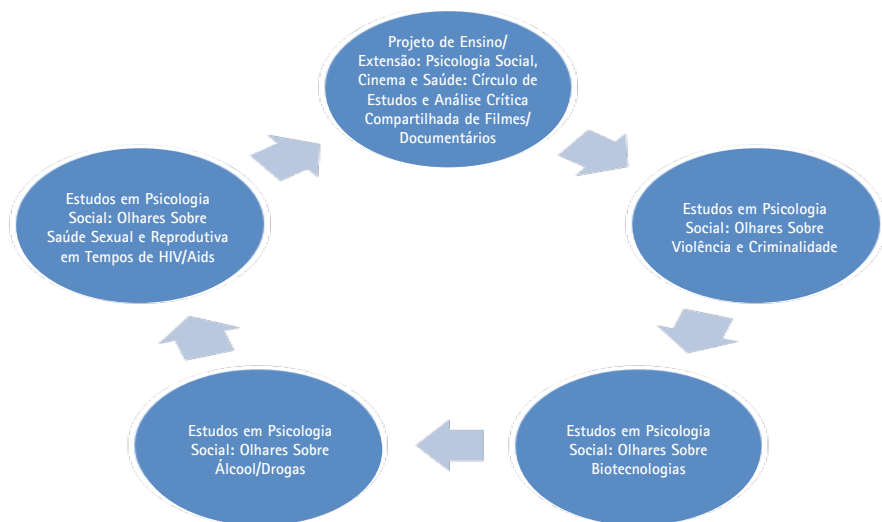 Projeto de Ensino/
Extensão: Psicologia Social,
Cinema e Saúde: Círculo de
Estudos e Análise Crítica
Compartilhada de Filmes/
Documentários
Estudos em Psicologia
Social: Olhares Sobre
Violência e Criminalidade
Estudos em Psicologia
Social: Olhares Sobre
Biotecnologias
Estudos em Psicologia
Social: Olhares Sobre
Álcool/Drogas
Estudos em Psicologia
Social: Olhares Sobre
Saúde Sexual e Reprodutiva
em Tempos de HIV/Aids